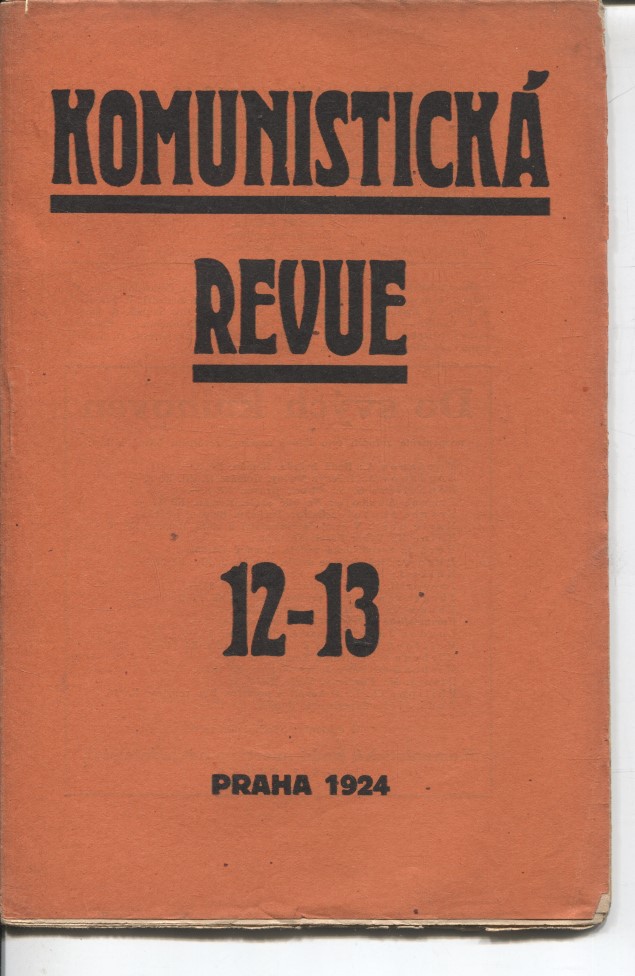 KOMUNISTICKÁ
REVUE
12-13
PRAHA 1924